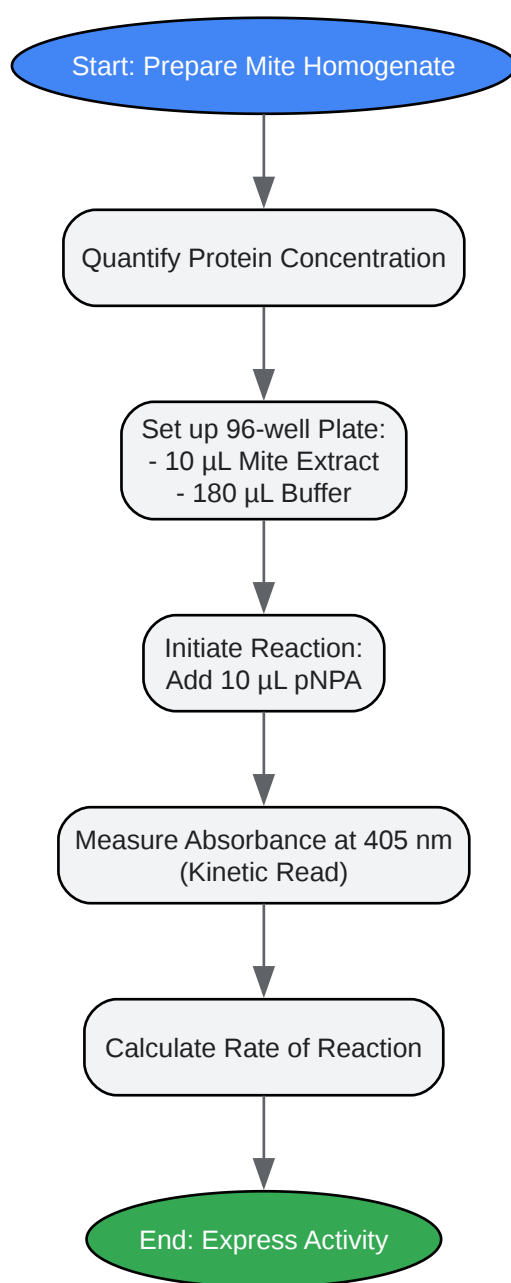 Start: Prepare Mite Homogenate
Quantify Protein Concentration
Set up 96-well Plate:
- 10 µL Mite Extract
- 180 µL Buffer
Initiate Reaction:
Add 10 µL pNPA
Measure Absorbance at 405 nm
(Kinetic Read)
Calculate Rate of Reaction
End: Express Activity